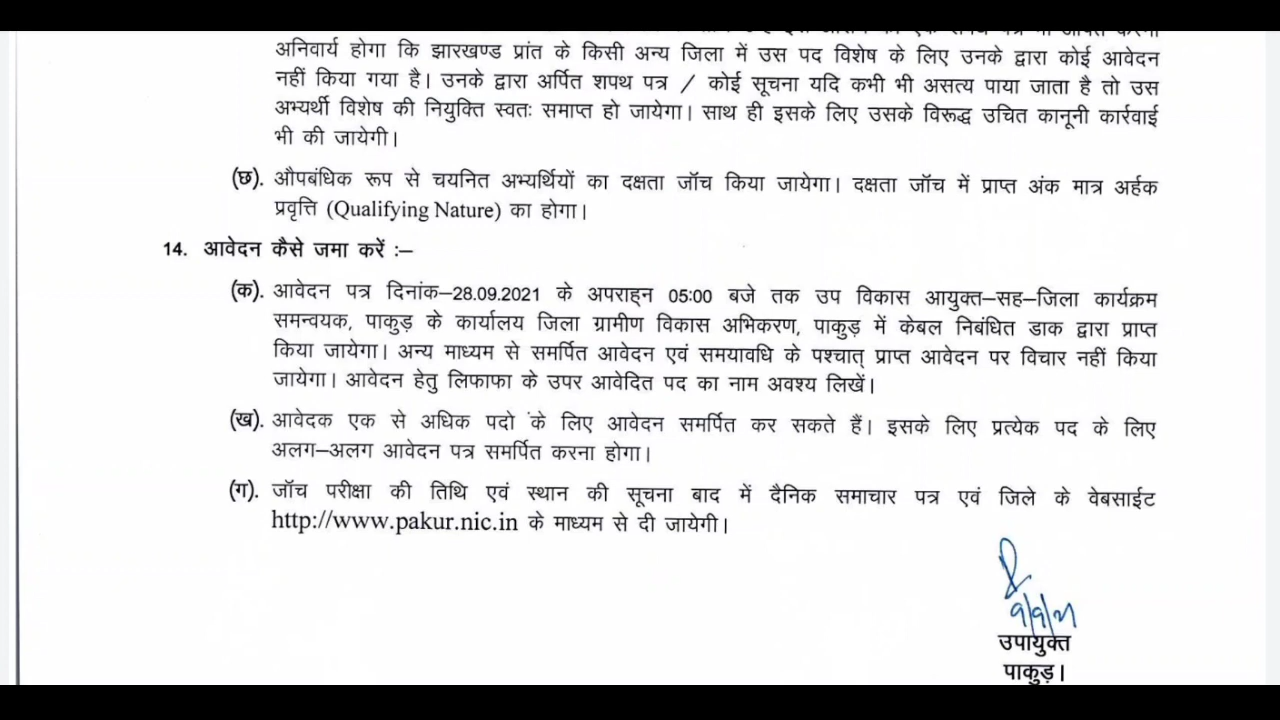 अनिवार्य होगा कि झारखण्ड प्रांत के किसी अन्य जिला में उस पद विशेष के लिए उनके द्वारा कोई आवेदन
नहीं किया गया है। उनके द्वारा अर्पित शपथ पत्र / कोई सूचना यदि कभी भी असत्य पाया जाता है तो उस
अभ्यर्थी विशेष की नियुक्ति स्वतः समाप्त हो जायेगा। साथ ही इसके लिए उसके विरूद्ध उचित कानूनी कार्रवाई
भी की जायेगी।
(छ). औपबंधिक रूप से चयनित अभ्यर्थियों का दक्षता जॉच किया जायेगा। दक्षता जॉच में प्राप्त अंक मात्र अर्हक
प्रवृत्ति (Qualifying Nature) का होगा।
14. आवेदन कैसे जमा करें :–
(क). आवेदन पत्र दिनांक–28.09.2021 के अपराह्न 05:00 बजे तक उप विकास आयुक्त–सह–जिला कार्यक्रम
समन्वयक, पाकुड़ के कार्यालय जिला ग्रामीण विकास अभिकरण, पाकुड़ में केबल निबंधित डाक द्वारा प्राप्त
किया जायेगा। अन्य माध्यम से समर्पित आवेदन एवं समयावधि के पश्चात् प्राप्त आवेदन पर विचार नहीं किया
जायेगा। आवेदन हेतु लिफाफा के उपर आवेदित पद का नाम अवश्य लिखें।
(ख). आवेदक एक से अधिक पदो के लिए आवेदन समर्पित कर सकते हैं। इसके लिए प्रत्येक पद के लिए
अलग–अलग आवेदन पत्र समर्पित करना होगा।
(ग). जॉच परीक्षा की तिथि एवं स्थान की सूचना बाद में दैनिक समाचार पत्र एवं जिले के वेबसाईट
http://www.pakur.nic.in के माध्यम से दी जायेगी।
9/9/21
उपायुक्त
पाकुड़।